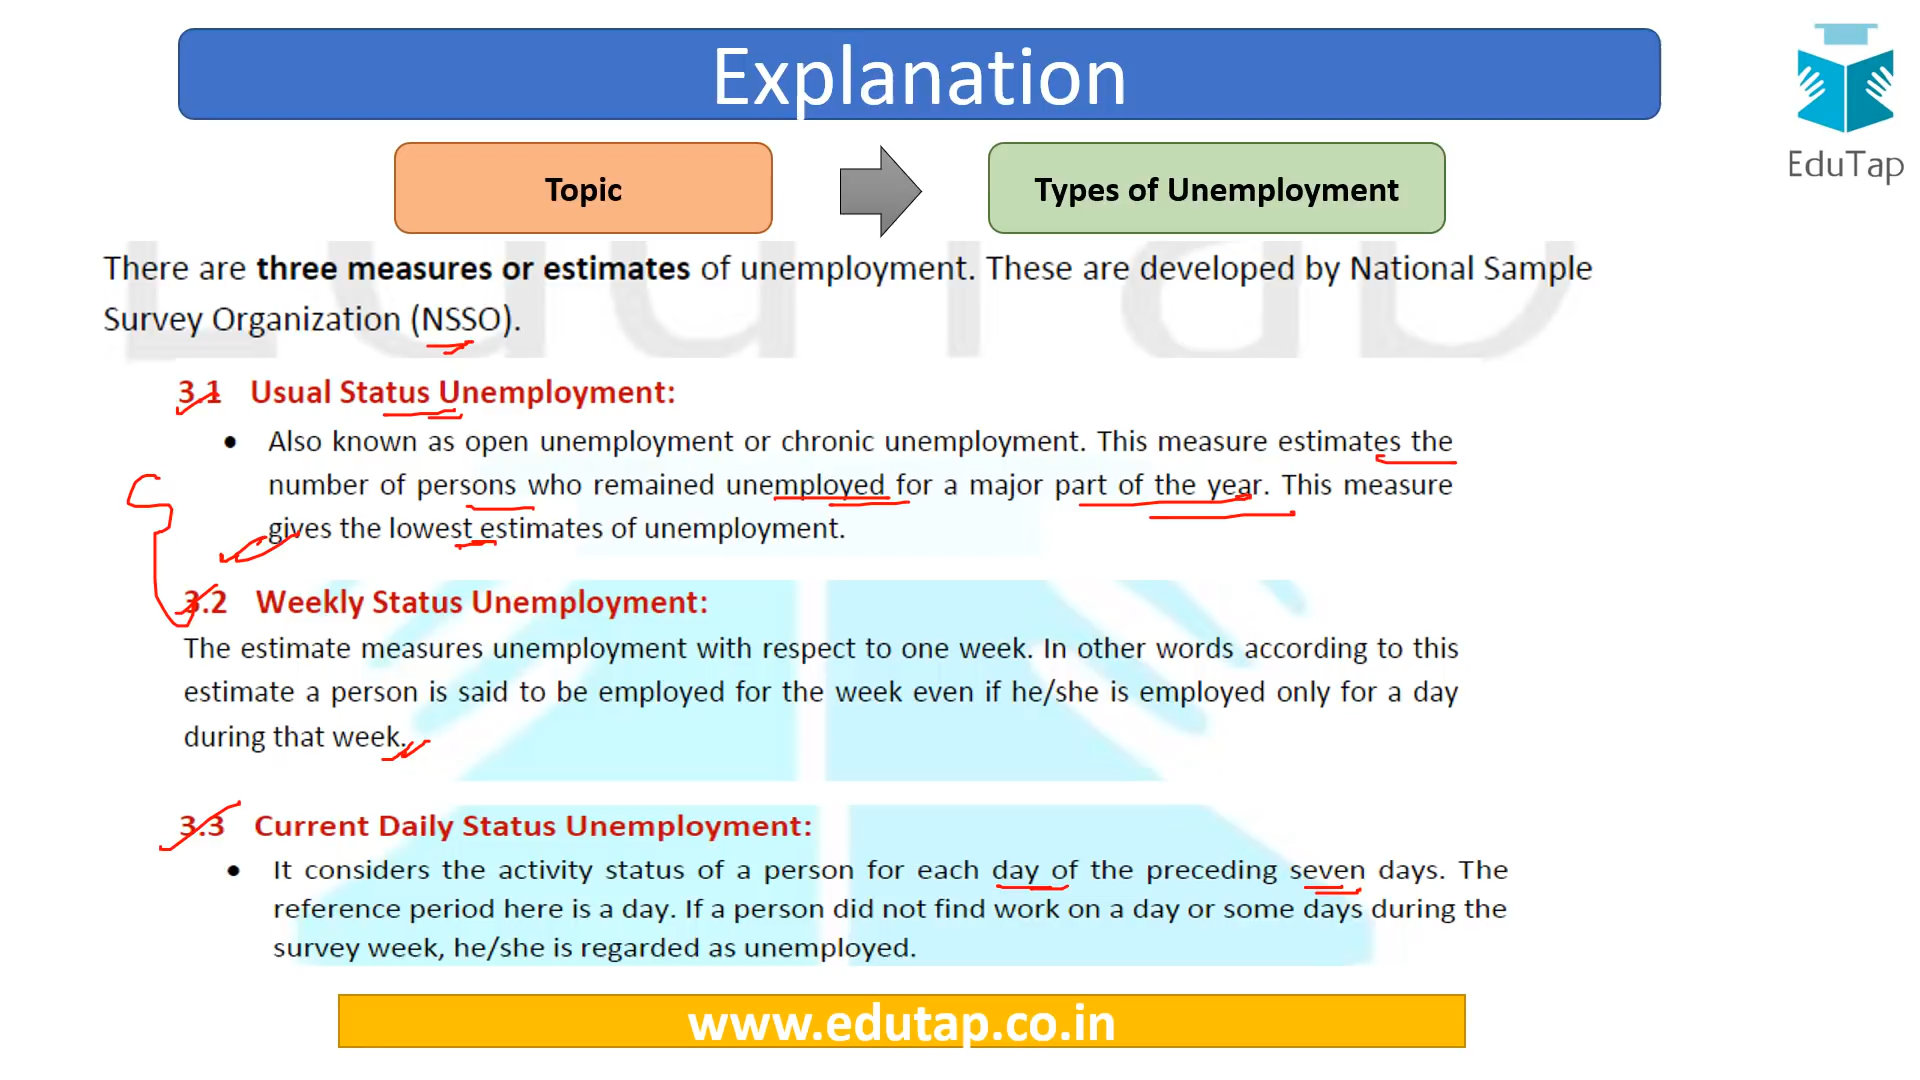 Explanation
EduTap
Topic
Types of Unemployment
There are three measures or estimates of unemployment. These are developed by National Sample
Survey Organization (NSSO).
3.1 Usual Status Unemployment:
• Also known as open unemployment or chronic unemployment. This measure estimates the
number of persons who remained unemployed for a major part of the year. This measure
gives the lowest estimates of unemployment.
3.2 Weekly Status Unemployment:
The estimate measures unemployment with respect to one week. In other words according to this
estimate a person is said to be employed for the week even if he/she is employed only for a day
during that week.
3.3 Current Daily Status Unemployment:
• It considers the activity status of a person for each day of the preceding seven days. The
reference period here is a day. If a person did not find work on a day or some days during the
survey week, he/she is regarded as unemployed.
www.edutap.co.in